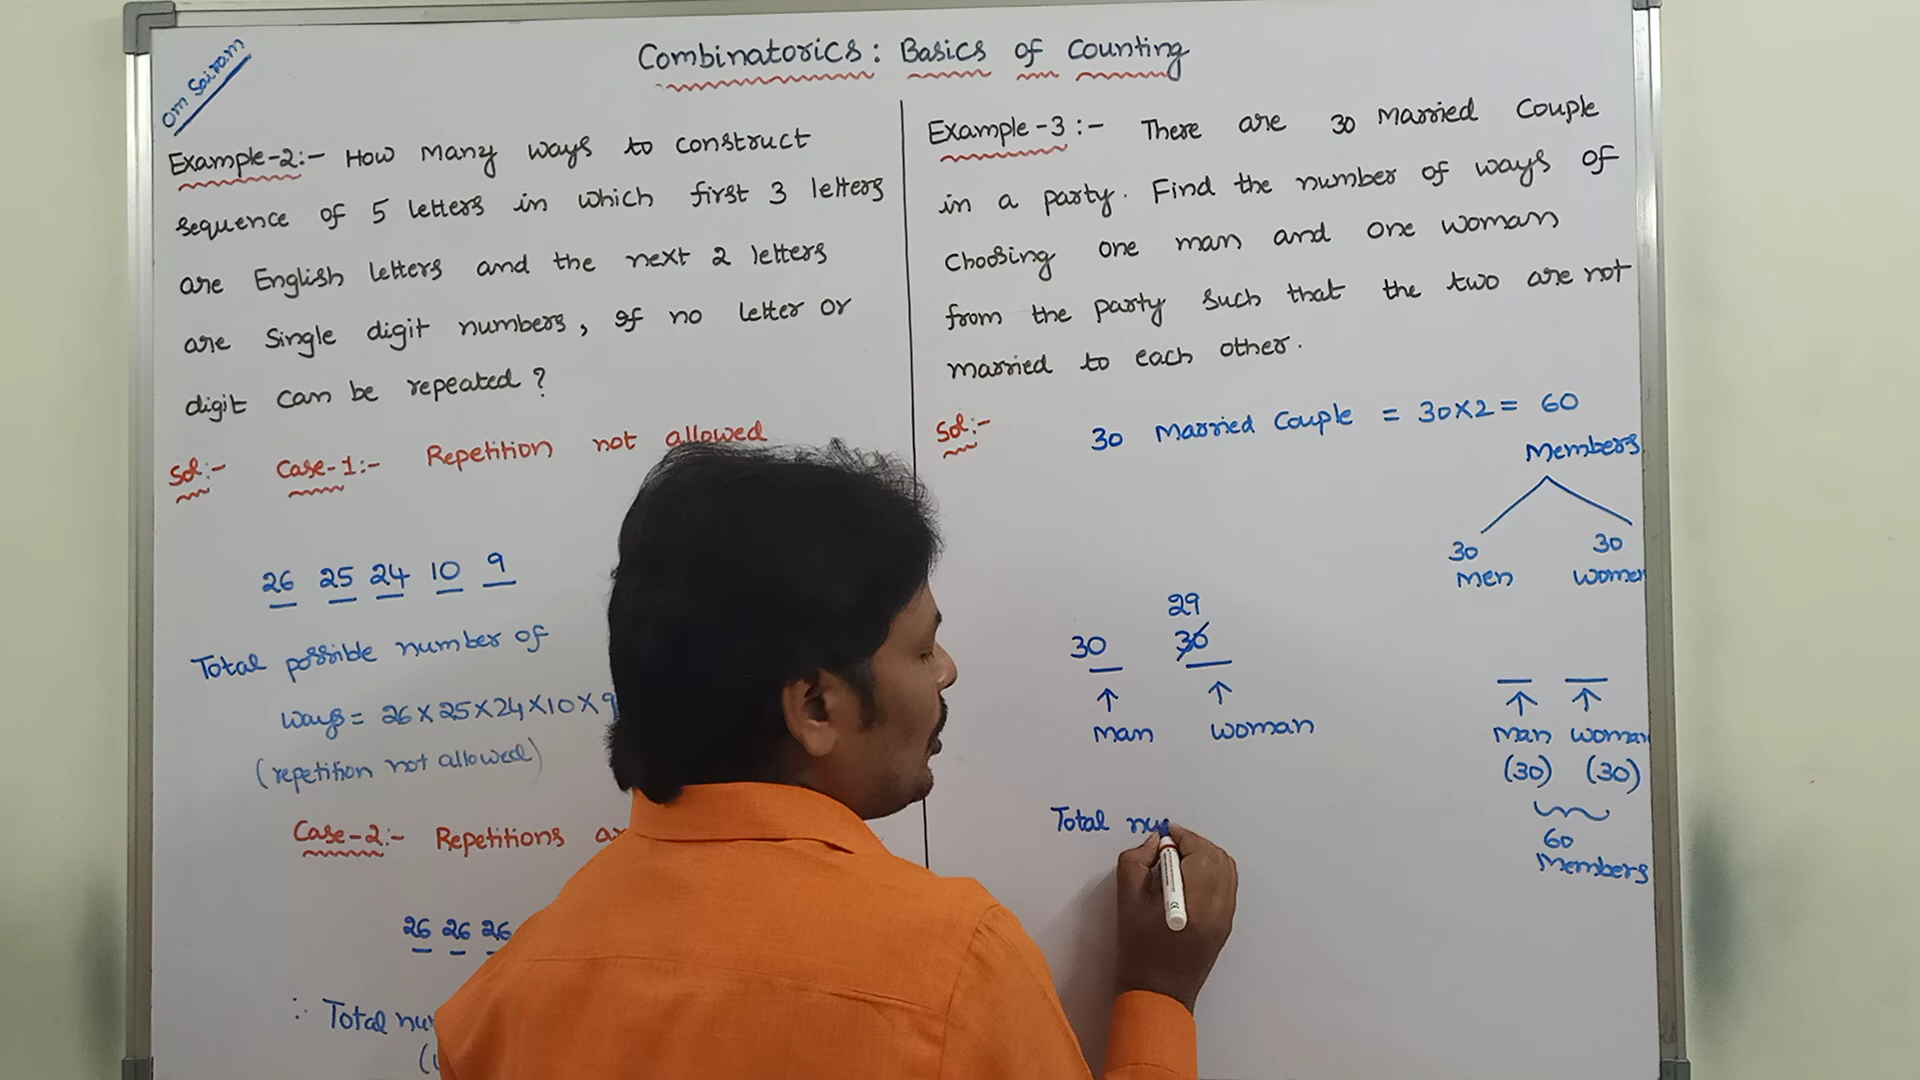 Om Sairam
Combinatorics: Basics of Counting
Example-2:- How Many ways to construct
sequence of 5 letters in which first 3 letters
are English letters and the next 2 letters
are single digit numbers, if no letter or
digit can be repeated?
Sol:- Case-1:- Repetition not allowed
26 25 24 10 9
Total possible number of
ways = 26×25×24×10×9
(repetition not allowed)
Case-2:- Repetitions
26 26 26
∴ Total
Example-3:- There are 30 Married Couple
in a party. Find the number of ways of
choosing one man and one woman
from the party such that the two are not
married to each other.
Sol:- 30 Married Couple = 30×2 = 60
Members
30 30
Men women
29
30 30
↑ ↑
Man woman
↑ ↑
Man woman
(30) (30)
60
Members
Total